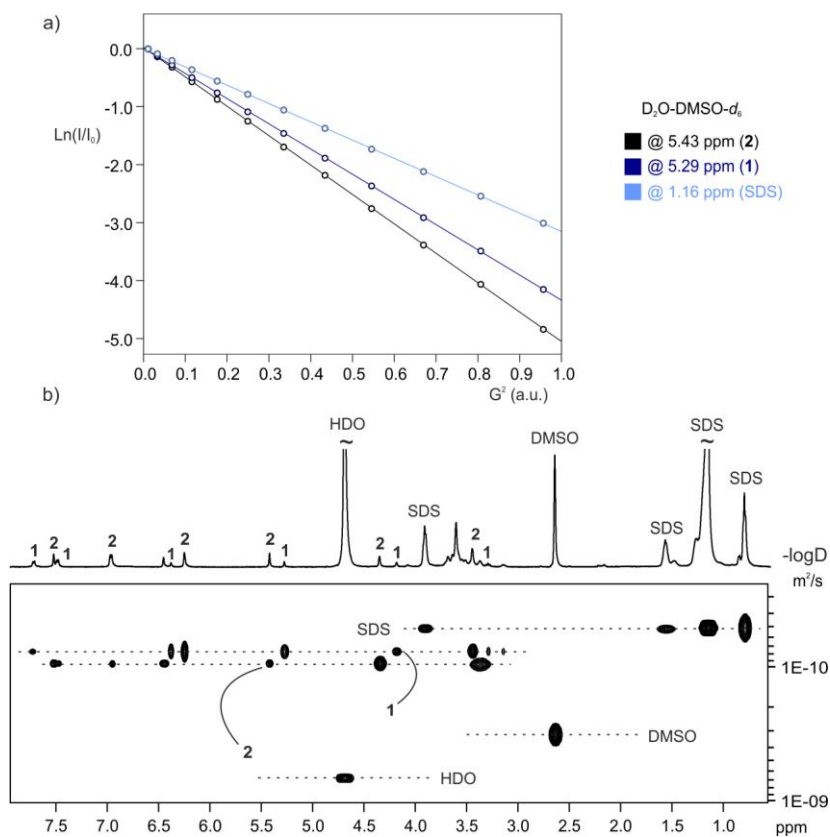 a)
0.0
-1.0
Ln(I/I₀)
-2.0
-3.0
-4.0
-5.0
0.0 0.1 0.2 0.3 0.4 0.5 0.6 0.7 0.8 0.9 1.0
G² (a.u.)
D₂O-DMSO-d₆
@ 5.43 ppm (2)
@ 5.29 ppm (1)
@ 1.16 ppm (SDS)
b)
HDO
~
DMSO
SDS
~
SDS
SDS
SDS
1 2 1 2 2 1 2 1 2 1 2 1
-logD
m²/s
SDS
1E-10
1
2
DMSO
HDO
1E-09
7.5 7.0 6.5 6.0 5.5 5.0 4.5 4.0 3.5 3.0 2.5 2.0 1.5 1.0 ppm